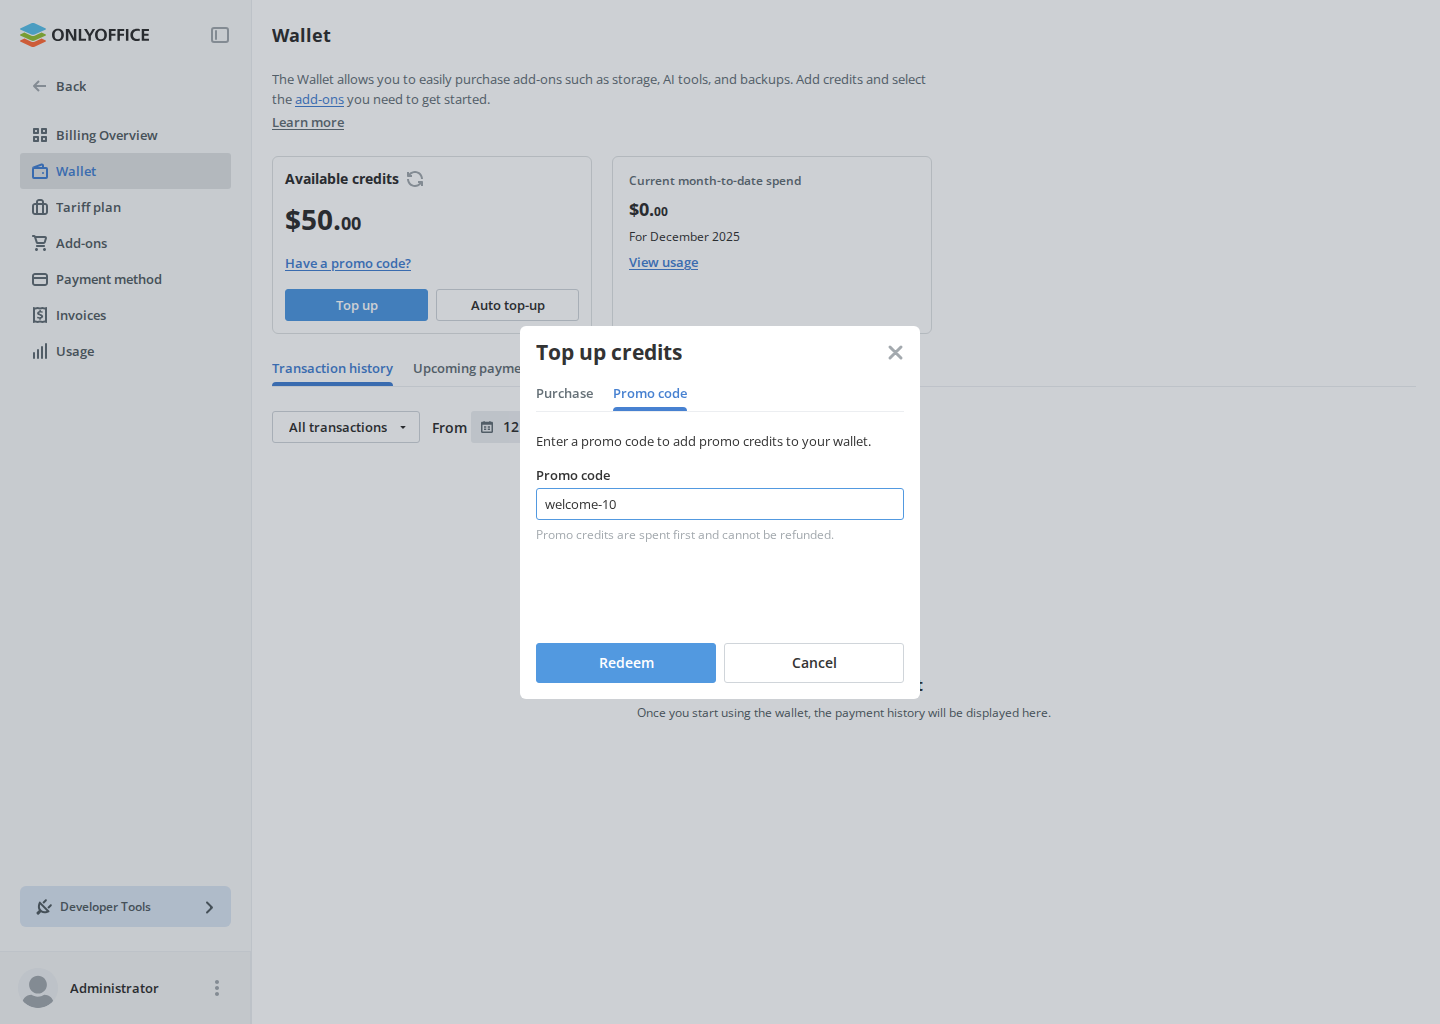 ONLYOFFICE
Back
Billing Overview
Wallet
Tariff plan
Add-ons
Payment method
Invoices
Usage
Developer Tools
Administrator
Wallet
The Wallet allows you to easily purchase add-ons such as storage, AI tools, and backups. Add credits and select
the add-ons you need to get started.
Learn more
Available credits
$50.00
Have a promo code?
Top up
Auto top-up
Current month-to-date spend
$0.00
For December 2025
View usage
Transaction history
All transactions
From
12
Top up credits
Purchase
Promo code
Enter a promo code to add promo credits to your wallet.
Promo code
welcome-10
Promo credits are spent first and cannot be refunded.
Redeem
Cancel
Upcoming
Once you start using the wallet, the payment history will be displayed here.